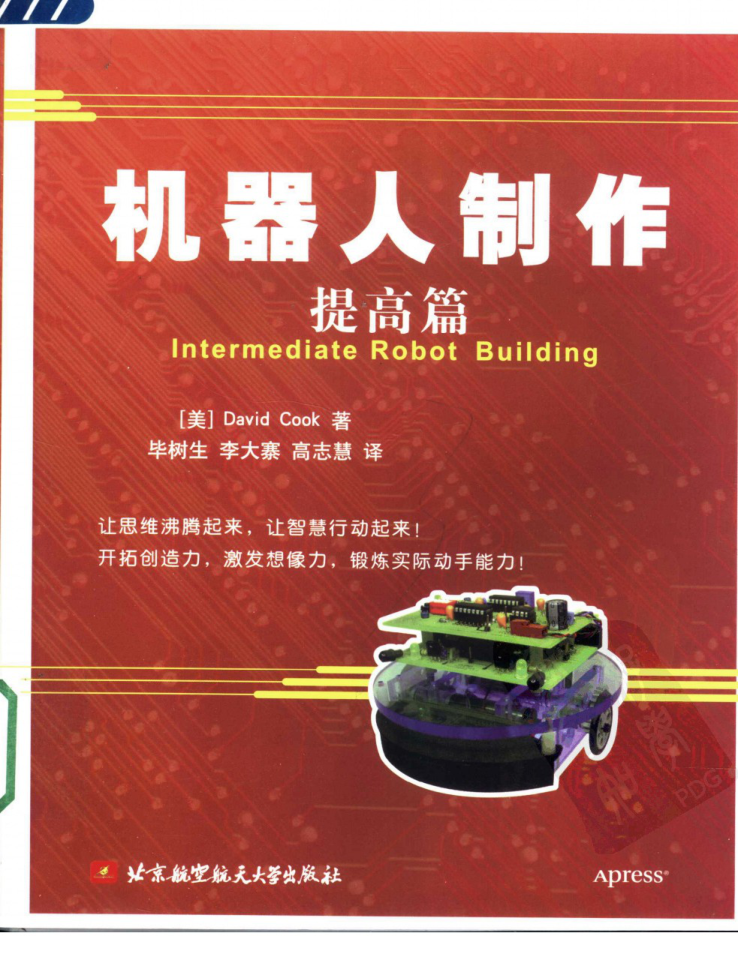 机器人制作
提高篇
Intermediate Robot Building
[美] David Cook 著
毕树生 李大寨 高志慧 译
让思维沸腾起来，让智慧行动起来！
开拓创造力，激发想像力，锻炼实际动手能力！
PDG
北京航空航天大学出版社
Apress®